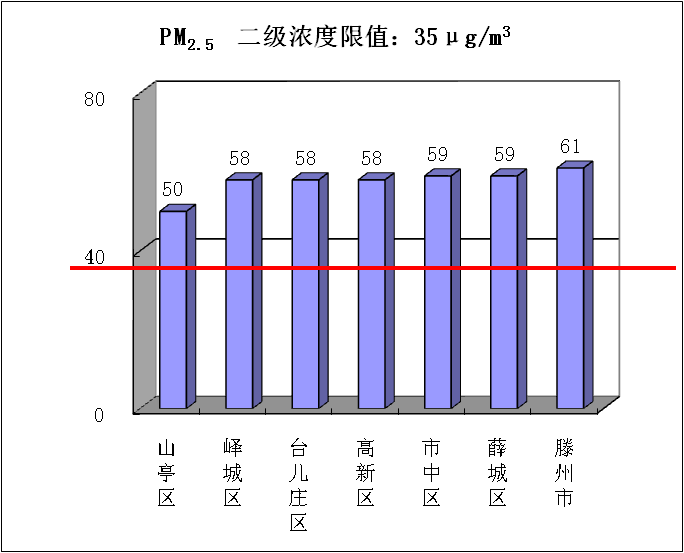 PM2.5 二级浓度限值：35μg/m3
80
40
0
50
58
58
58
59
59
61
山亭区
峄城区
台儿庄区
高新区
市中区
薛城区
滕州市